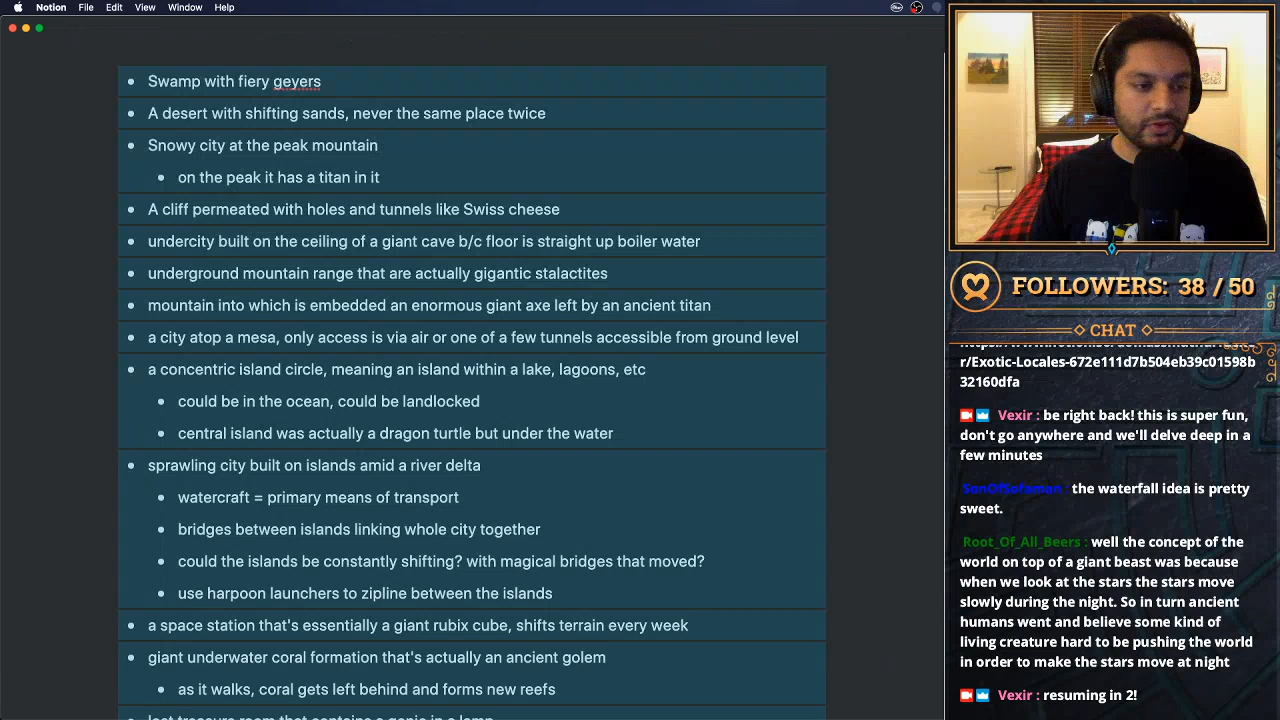 Notion File Edit View Window Help
Swamp with fiery geyers
A desert with shifting sands, never the same place twice
Snowy city at the peak mountain
on the peak it has a titan in it
A cliff permeated with holes and tunnels like Swiss cheese
undercity built on the ceiling of a giant cave b/c floor is straight up boiler water
underground mountain range that are actually gigantic stalactites
mountain into which is embedded an enormous giant axe left by an ancient titan
a city atop a mesa, only access is via air or one of a few tunnels accessible from ground level
a concentric island circle, meaning an island within a lake, lagoons, etc
could be in the ocean, could be landlocked
central island was actually a dragon turtle but under the water
sprawling city built on islands amid a river delta
watercraft = primary means of transport
bridges between islands linking whole city together
could the islands be constantly shifting? with magical bridges that moved?
use harpoon launchers to zipline between the islands
a space station that's essentially a giant rubix cube, shifts terrain every week
giant underwater coral formation that's actually an ancient golem
as it walks, coral gets left behind and forms new reefs
lost treasure room that contains a genie in a lamp
FOLLOWERS: 38 / 50
CHAT
r/Exotic-Locales-672e111d7b504eb39c01598b
32160dfa
Vexir : be right back! this is super fun,
don't go anywhere and we'll delve deep in a
few minutes
SonOfSofaman : the waterfall idea is pretty
sweet.
Root_Of_All_Beers : well the concept of the
world on top of a giant beast was because
when we look at the stars the stars move
slowly during the night. So in turn ancient
humans went and believe some kind of
living creature hard to be pushing the world
in order to make the stars move at night
Vexir : resuming in 2!